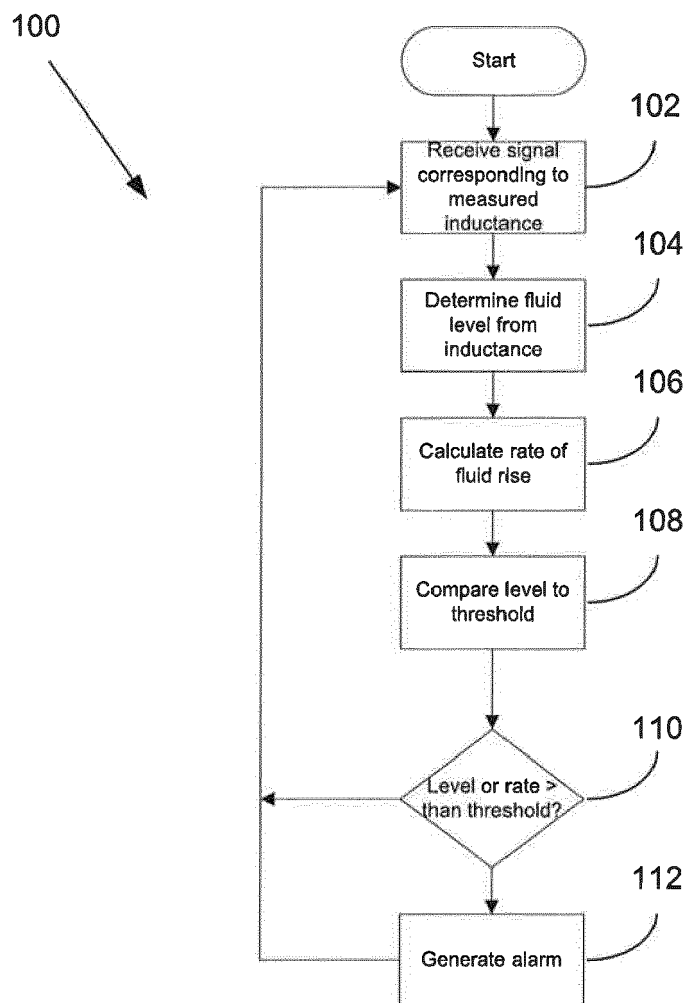 100
Start
102
Receive signal
corresponding to
measured
inductance
104
Determine fluid
level from
inductance
106
Calculate rate of
fluid rise
108
Compare level to
threshold
110
Level or rate >
than threshold?
112
Generate alarm